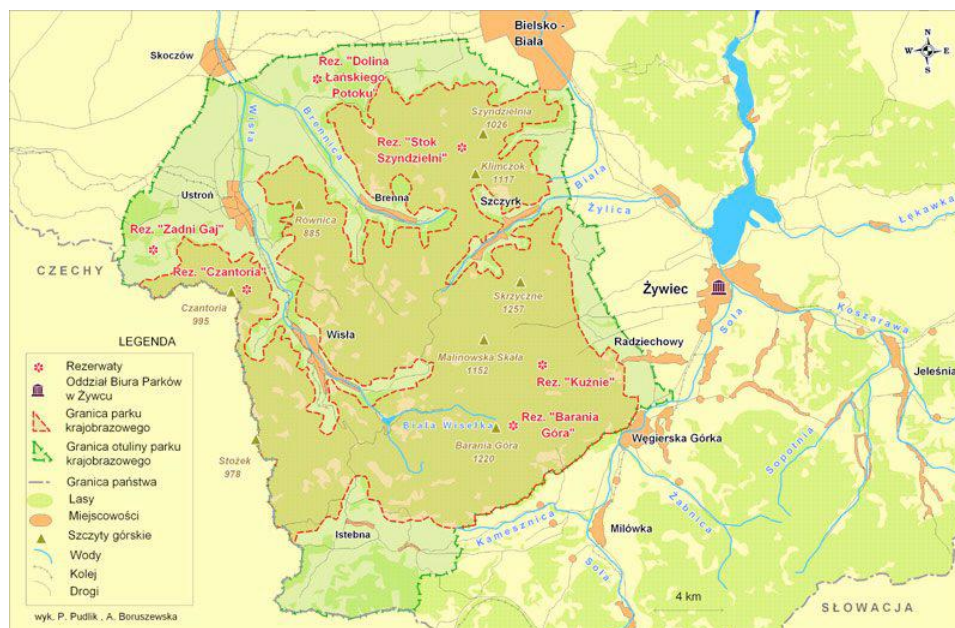 Bielsko -
Biała
Skoczów
N
W E
S
Rez. "Dolina
Łańskiego
Potoku"
Szyndzielnia
1026
Wisła
Brennica
Rez. "Stok
Szyndzielni"
Klimczok
1117
Biała
Ustroń
Brenna
Szczyrk
Żylica
Łękawka
Równica
885
Rez. "Zadni Gaj"
CZECHY
Rez. "Czantoria"
Czantoria
995
Skrzyczne
1257
Żywiec
Soła
Koszarawa
Wisła
Radziechowy
Malinowska Skała
1152
Jeleśnia
Rez. "Kuźnie"
Rez. "Barania
Góra"
Biała Wisełka
Barania Góra
1220
Węgierska Górka
Sopotnia
Stożek
978
Żabnica
Kamesznica
Milówka
Istebna
Soła
4 km
SŁOWACJA
LEGENDA
Rezerwaty
Oddział Biura Parków
w Żywcu
Granica parku
krajobrazowego
Granica otuliny parku
krajobrazowego
Granica państwa
Lasy
Miejscowości
Szczyty górskie
Wody
Kolej
Drogi
wyk. P. Pudlik , A. Boruszewska